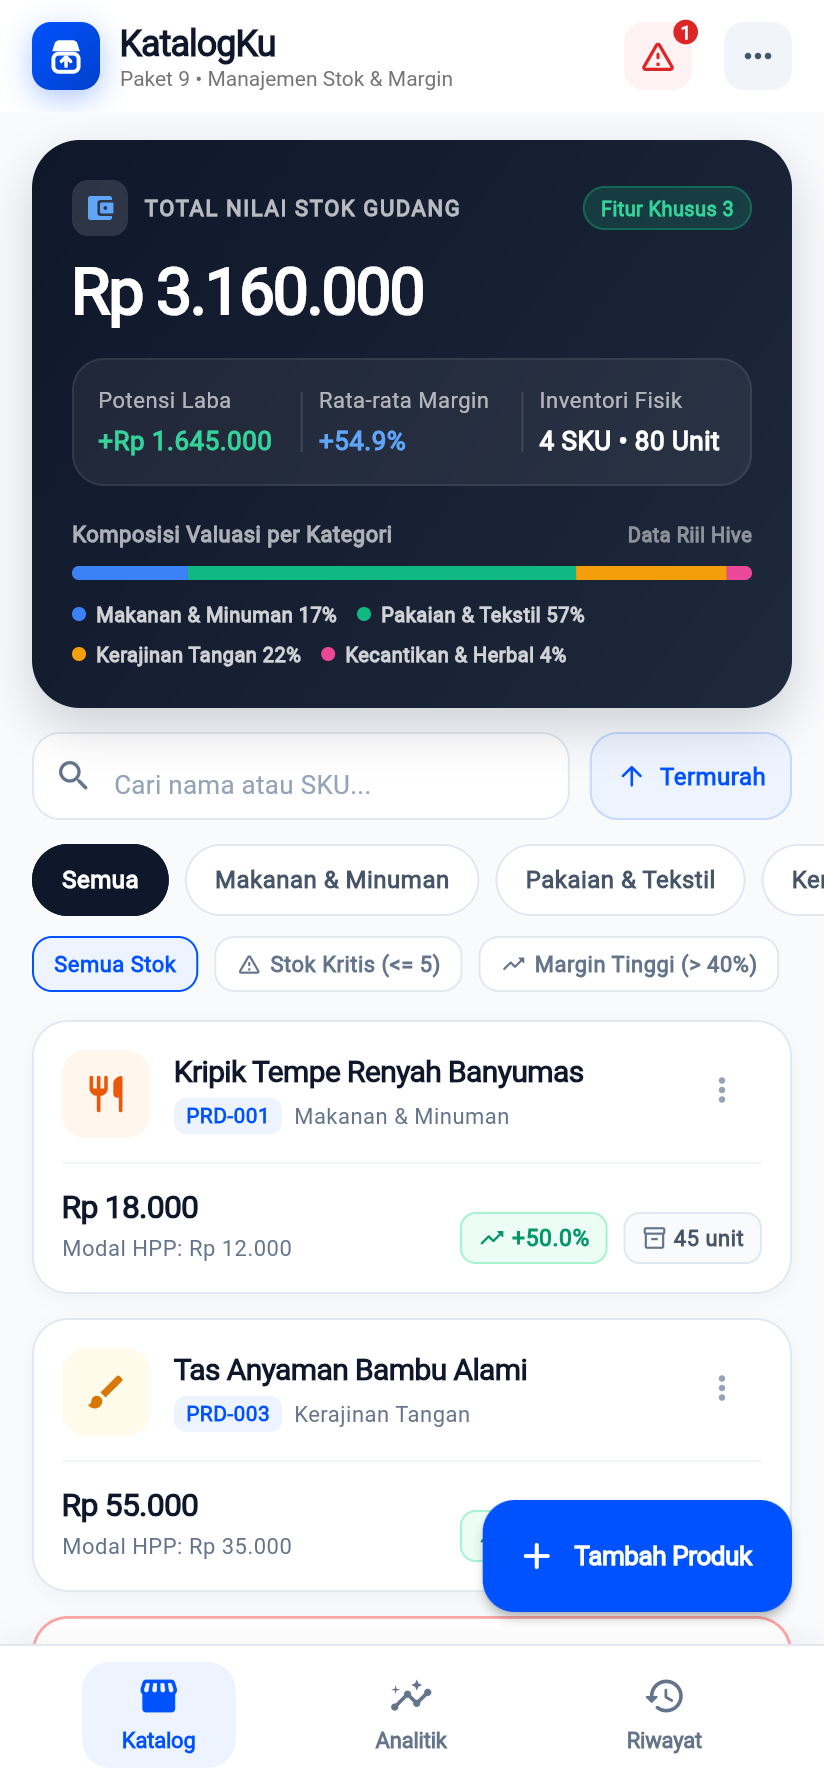 KatalogKu
Paket 9 • Manajemen Stok & Margin
1
TOTAL NILAI STOK GUDANG
Fitur Khusus 3
Rp 3.160.000
Potensi Laba
+Rp 1.645.000
Rata-rata Margin
+54.9%
Inventori Fisik
4 SKU • 80 Unit
Komposisi Valuasi per Kategori
Data Riil Hive
Makanan & Minuman 17%
Pakaian & Tekstil 57%
Kerajinan Tangan 22%
Kecantikan & Herbal 4%
Cari nama atau SKU...
Termurah
Semua
Makanan & Minuman
Pakaian & Tekstil
Ker
Semua Stok
Stok Kritis (<= 5)
Margin Tinggi (> 40%)
Kripik Tempe Renyah Banyumas
PRD-001
Makanan & Minuman
Rp 18.000
Modal HPP: Rp 12.000
+50.0%
45 unit
Tas Anyaman Bambu Alami
PRD-003
Kerajinan Tangan
Rp 55.000
Modal HPP: Rp 35.000
Tambah Produk
Katalog
Analitik
Riwayat